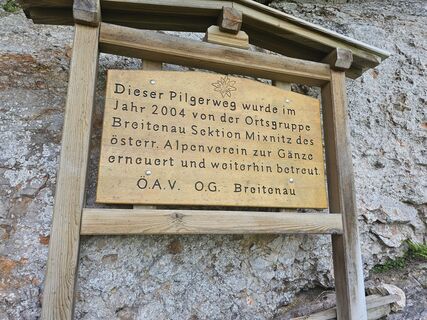 Dieser Pilgerweg wurde im
Jahr 2004 von der Ortsgruppe
Breitenau Sektion Mixnitz des
österr. Alpenverein zur Gänze
erneuert und weiterhin betreut.
Ö.A.V. O.G. Breitenau